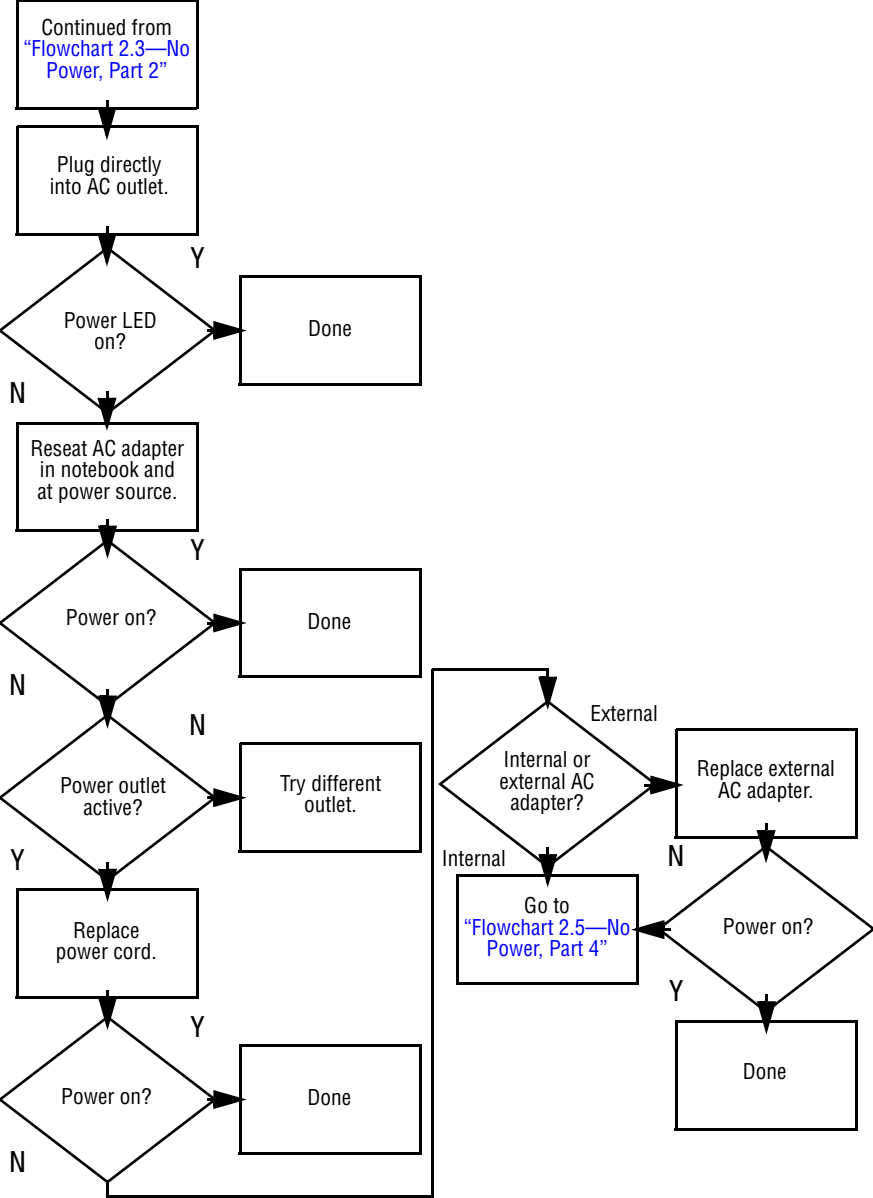 Continued from
“Flowchart 2.3—No
Power, Part 2”
Plug directly
into AC outlet.
Y
Power LED
on?
Done
N
Reseat AC adapter
in notebook and
at power source.
Y
Power on?
Done
N
N
Power outlet
active?
Try different
outlet.
Y
Replace
power cord.
Y
Power on?
Done
N
External
Internal or
external AC
adapter?
Replace external
AC adapter.
Internal
N
Go to
“Flowchart 2.5—No
Power, Part 4”
Power on?
Y
Done